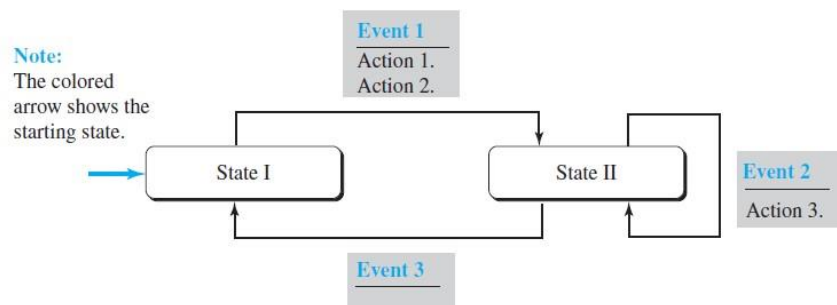 Event 1
Action 1.
Action 2.
Note:
The colored
arrow shows the
starting state.
State I
State II
Event 2
Action 3.
Event 3